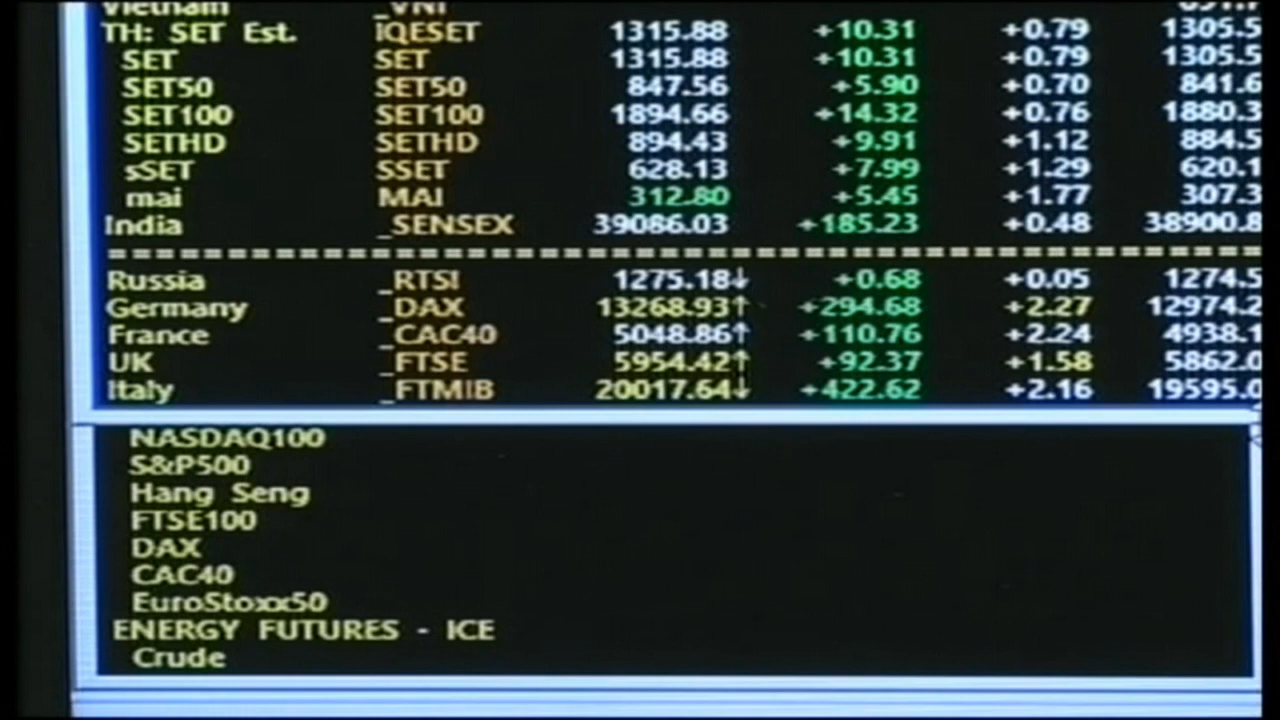 Vietnam _VNI
TH: SET Est. IQESET 1315.88 +10.31 +0.79 1305.5
SET SET 1315.88 +10.31 +0.79 1305.5
SET50 SET50 847.56 +5.90 +0.70 841.6
SET100 SET100 1894.66 +14.32 +0.76 1880.3
SETHD SETHD 894.43 +9.91 +1.12 884.5
sSET SSET 628.13 +7.99 +1.29 620.1
mai MAI 312.80 +5.45 +1.77 307.3
India _SENSEX 39086.03 +185.23 +0.48 38900.8
Russia _RTSI 1275.18↓ +0.68 +0.05 1274.5
Germany _DAX 13268.93↑ +294.68 +2.27 12974.2
France _CAC40 5048.86↑ +110.76 +2.24 4938.1
UK _FTSE 5954.42↑ +92.37 +1.58 5862.0
Italy _FTMIB 20017.64↓ +422.62 +2.16 19595.0
NASDAQ100
S&P500
Hang Seng
FTSE100
DAX
CAC40
EuroStoxx50
ENERGY FUTURES - ICE
Crude